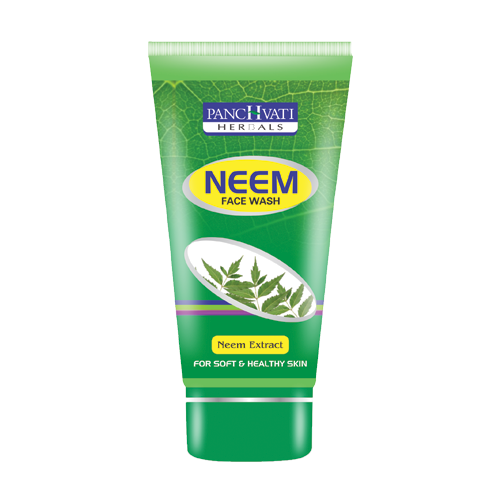 PANCHVATI
HERBALS
NEEM
FACE WASH
Neem Extract
FOR SOFT & HEALTHY SKIN